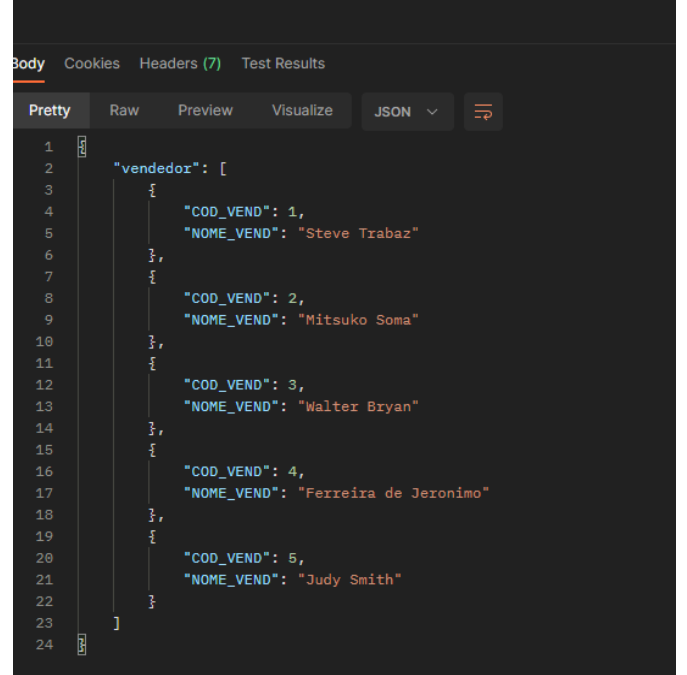 Body Cookies Headers (7) Test Results
Pretty Raw Preview Visualize JSON
1 {
2 "vendedor": [
3 {
4 "COD_VEND": 1,
5 "NOME_VEND": "Steve Trabaz"
6 },
7 {
8 "COD_VEND": 2,
9 "NOME_VEND": "Mitsuko Soma"
10 },
11 {
12 "COD_VEND": 3,
13 "NOME_VEND": "Walter Bryan"
14 },
15 {
16 "COD_VEND": 4,
17 "NOME_VEND": "Ferreira de Jeronimo"
18 },
19 {
20 "COD_VEND": 5,
21 "NOME_VEND": "Judy Smith"
22 }
23 ]
24 }